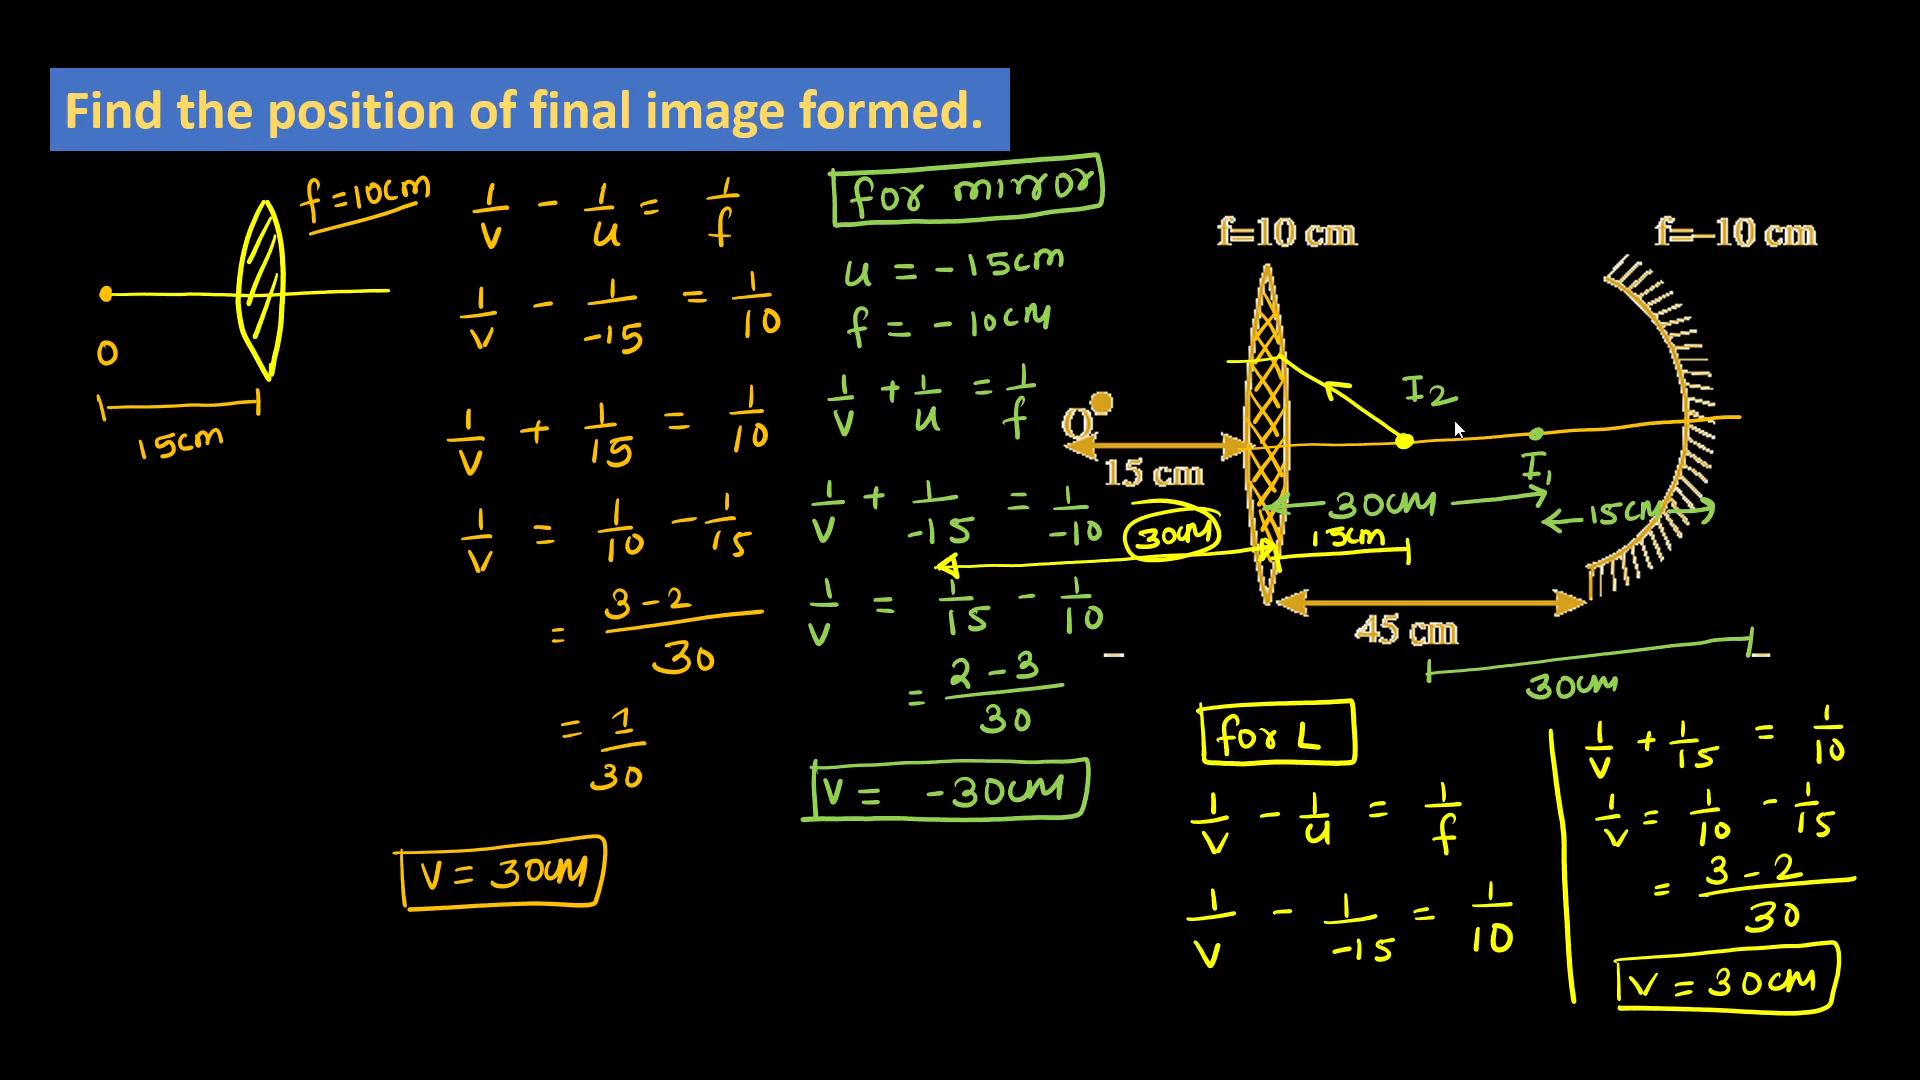 Find the position of final image formed.
f=10cm
O
15cm
1/v - 1/u = 1/f
1/v - 1/-15 = 1/10
1/v + 1/15 = 1/10
1/v = 1/10 - 1/15
= 3-2/30
= 1/30
v = 30cm
for mirror
u = -15cm
f = -10cm
1/v + 1/u = 1/f
1/v + 1/-15 = 1/-10
1/v = 1/15 - 1/10
= 2-3/30
v = -30cm
f=10 cm
f=–10 cm
O
15 cm
I2
I1
30cm
15cm
30cm
15cm
45 cm
30cm
for L
1/v - 1/u = 1/f
1/v - 1/-15 = 1/10
1/v + 1/15 = 1/10
1/v = 1/10 - 1/15
= 3-2/30
v = 30cm